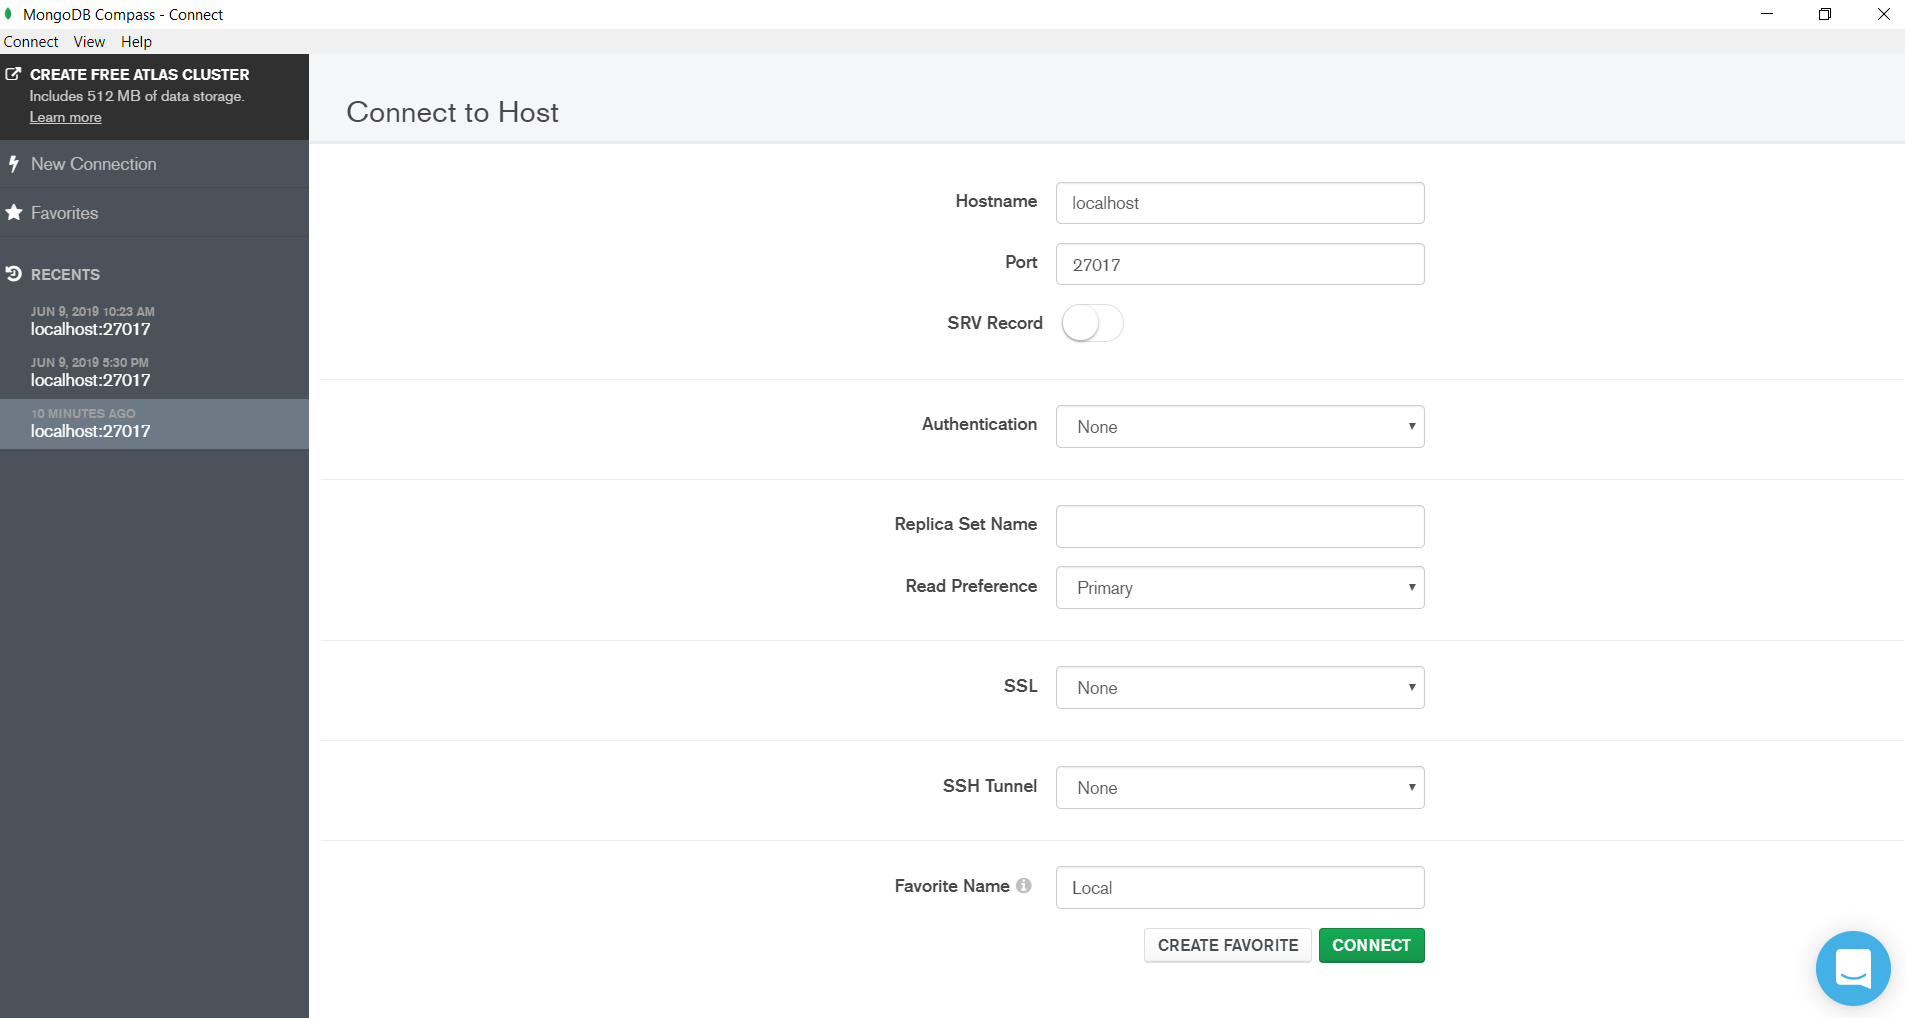 MongoDB Compass - Connect
Connect View Help
CREATE FREE ATLAS CLUSTER
Includes 512 MB of data storage.
Learn more
New Connection
Favorites
RECENTS
JUN 9, 2019 10:23 AM
localhost:27017
JUN 9, 2019 5:30 PM
localhost:27017
10 MINUTES AGO
localhost:27017
Connect to Host
Hostname localhost
Port 27017
SRV Record
Authentication None
Replica Set Name
Read Preference Primary
SSL None
SSH Tunnel None
Favorite Name Local
CREATE FAVORITE CONNECT